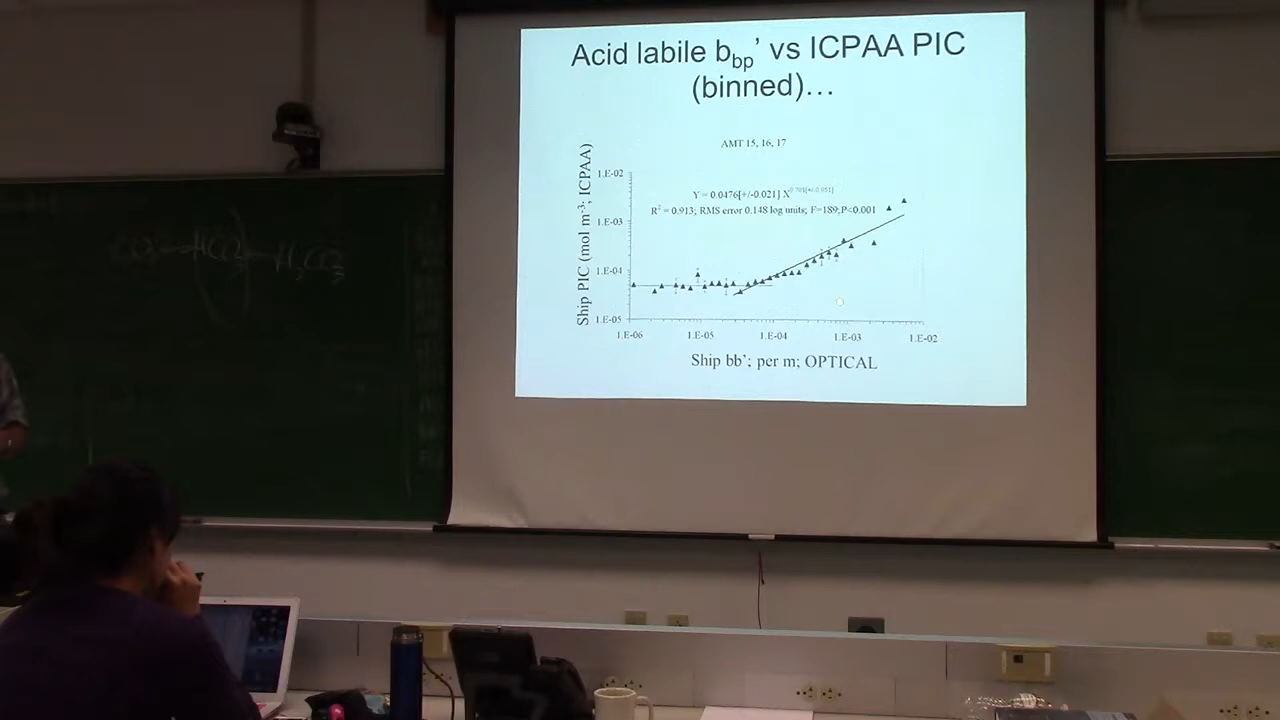 Acid labile b_bp’ vs ICPAA PIC
(binned)…
AMT 15, 16, 17
Ship PIC (mol m⁻³; ICPAA)
1.E-02
1.E-03
1.E-04
1.E-05
Y = 0.0476[+/-0.021] X
R² = 0.913; RMS error 0.148 log units; F=189;P<0.001
1.E-06
1.E-05
1.E-04
1.E-03
1.E-02
Ship bb’; per m; OPTICAL